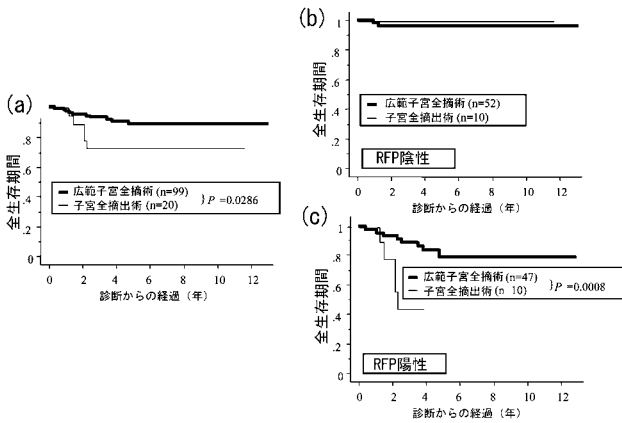 (a)
全生存期間
.8
.6
.4
.2
0
広範子宮全摘術(n=99)
子宮全摘出術(n=20)
}P=0.0286
0 2 4 6 8 10 12
診断からの経過（年）
(b)
全生存期間
1
.8
.6
.4
.2
0
広範子宮全摘術(n=52)
子宮全摘出術(n=10)
RFP陰性
0 2 4 6 8 10 12
診断からの経過（年）
(c)
全生存期間
1
.8
.6
.4
.2
0
広範子宮全摘術(n=47)
子宮全摘出術(n 10)
}P=0.0008
RFP陽性
0 2 4 6 8 10 12
診断からの経過（年）